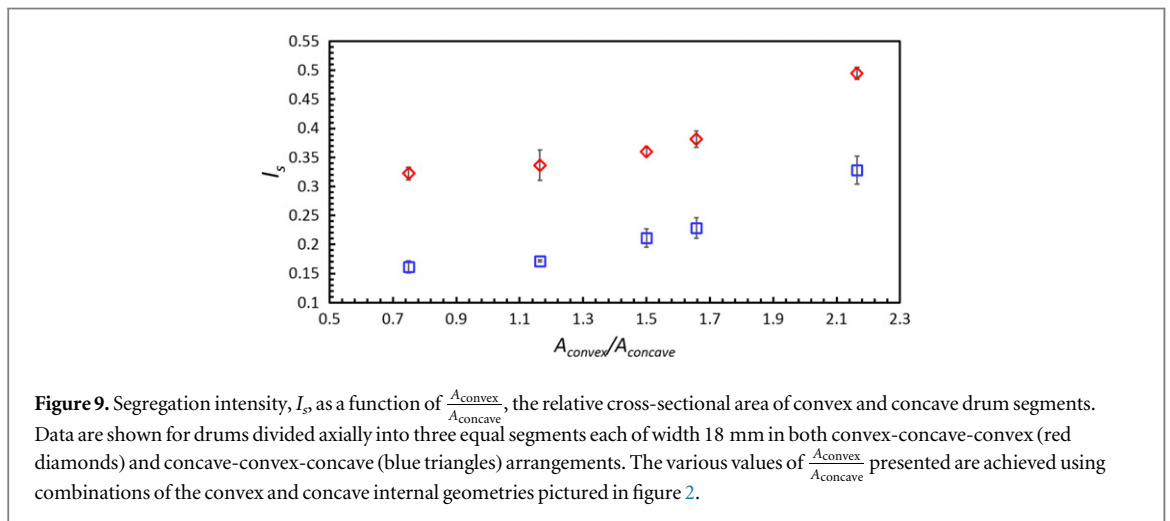 0.55
0.5
0.45
0.4
0.35
0.3
0.25
0.2
0.15
0.1
I_s
0.5 0.7 0.9 1.1 1.3 1.5 1.7 1.9 2.1 2.3
A_convex/A_concave
Figure 9. Segregation intensity, I_s, as a function of A_convex/A_concave, the relative cross-sectional area of convex and concave drum segments.
Data are shown for drums divided axially into three equal segments each of width 18 mm in both convex-concave-convex (red
diamonds) and concave-convex-concave (blue triangles) arrangements. The various values of A_convex/A_concave presented are achieved using
combinations of the convex and concave internal geometries pictured in figure 2.